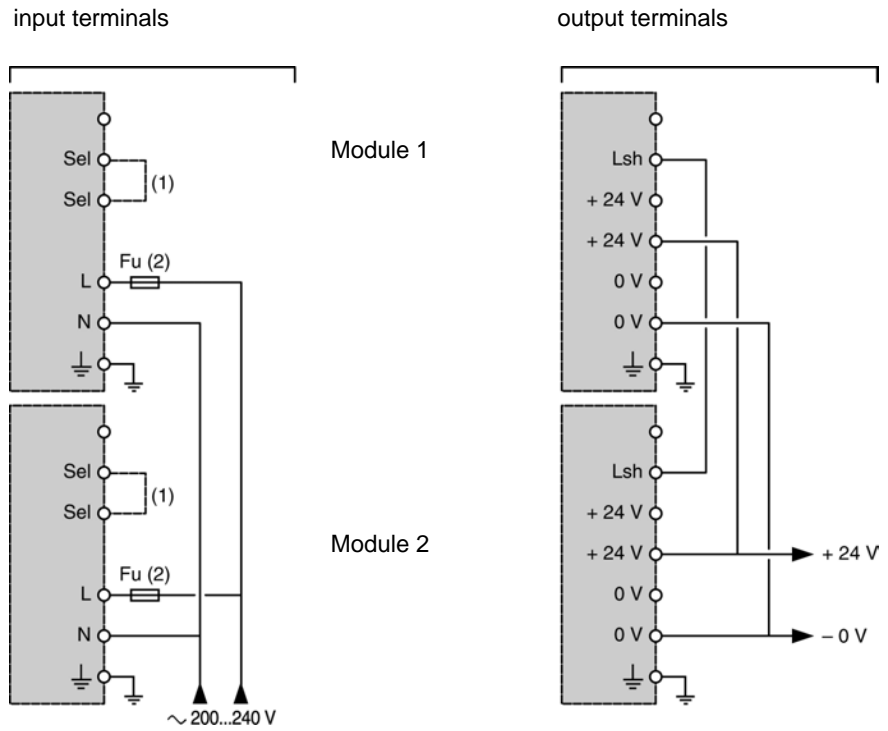 input terminals
output terminals
Module 1
Sel
(1)
Sel
Fu (2)
L
N
Lsh
+ 24 V
+ 24 V
0 V
0 V
Module 2
Sel
(1)
Sel
Fu (2)
L
N
∼ 200...240 V
Lsh
+ 24 V
+ 24 V
+ 24 V
0 V
0 V
– 0 V